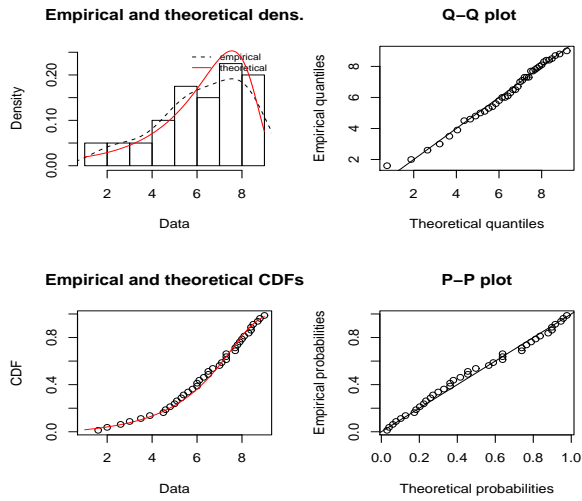 Empirical and theoretical dens.
empirical
theoretical
Density
0.00
0.10
0.20
2 4 6 8
Data
Q−Q plot
Empirical quantiles
2
4
6
8
2 4 6 8
Theoretical quantiles
Empirical and theoretical CDFs
CDF
0.0
0.4
0.8
2 4 6 8
Data
P−P plot
Empirical probabilities
0.0
0.4
0.8
0.0 0.2 0.4 0.6 0.8 1.0
Theoretical probabilities